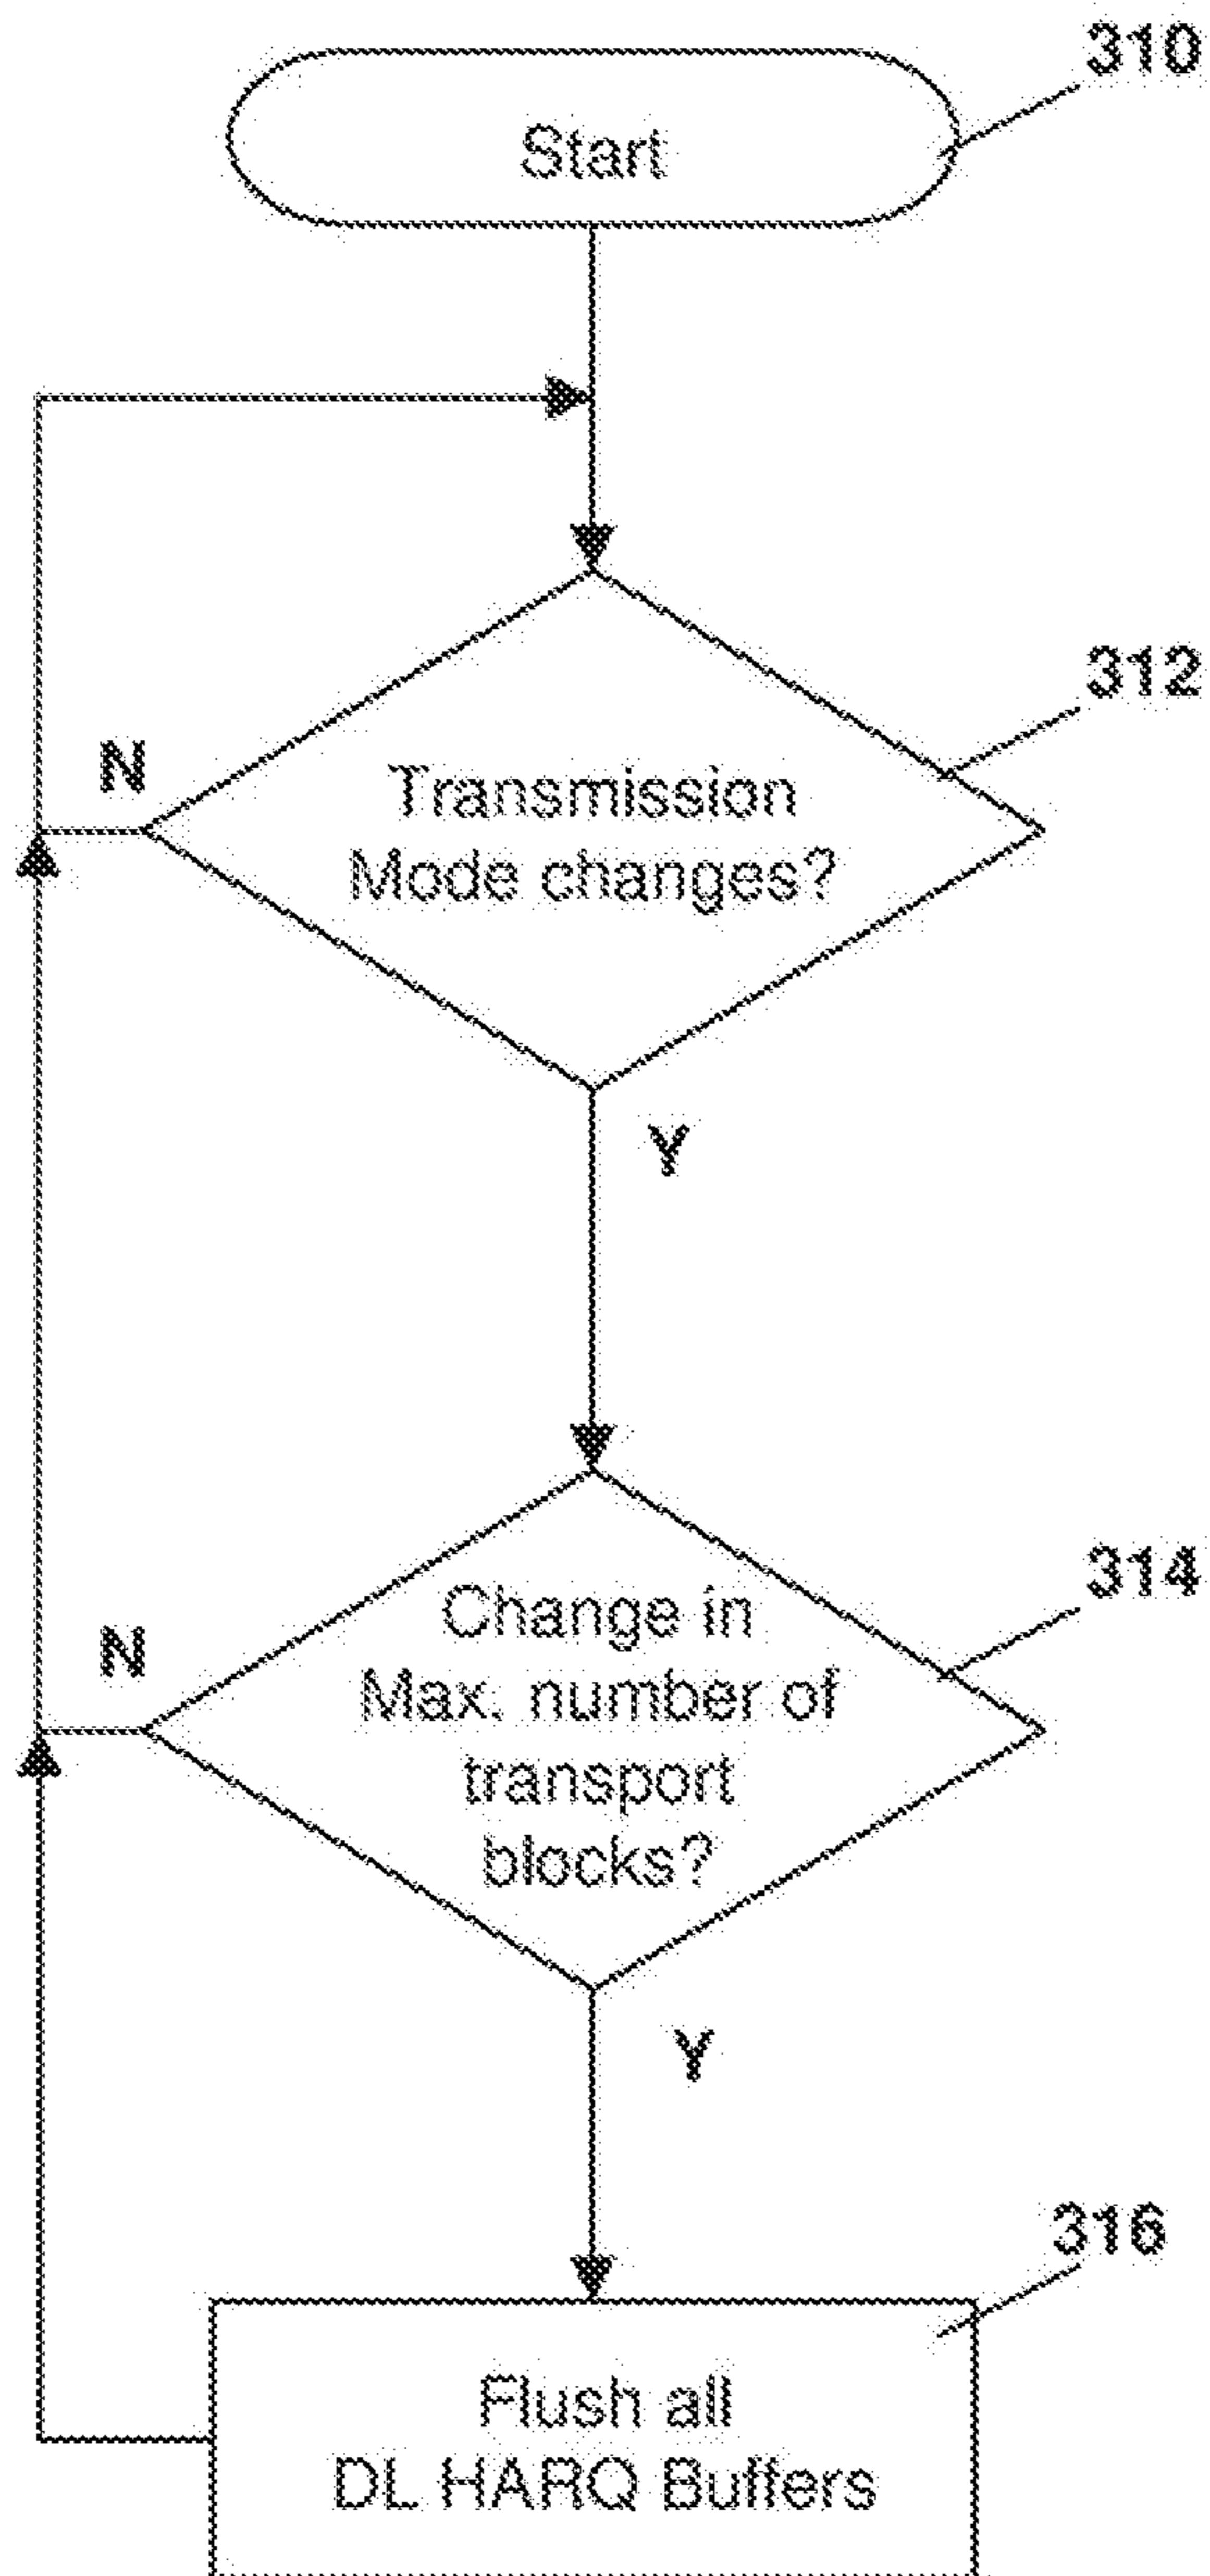 310
Start
312
N
Transmission
Mode changes?
Y
314
Change in
N
Max. number of
transport
blocks?
Y
316
Flush all
DL HARQ Buffers